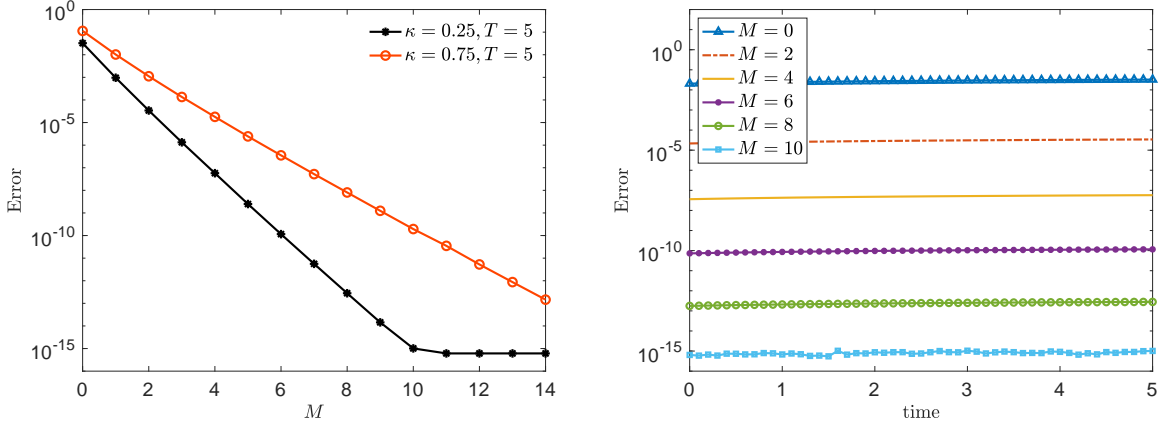 10^0
10^-5
10^-10
10^-15
Error
0 2 4 6 8 10 12 14
M
κ = 0.25, T = 5
κ = 0.75, T = 5
10^0
10^-5
10^-10
10^-15
Error
0 1 2 3 4 5
time
M = 0
M = 2
M = 4
M = 6
M = 8
M = 10